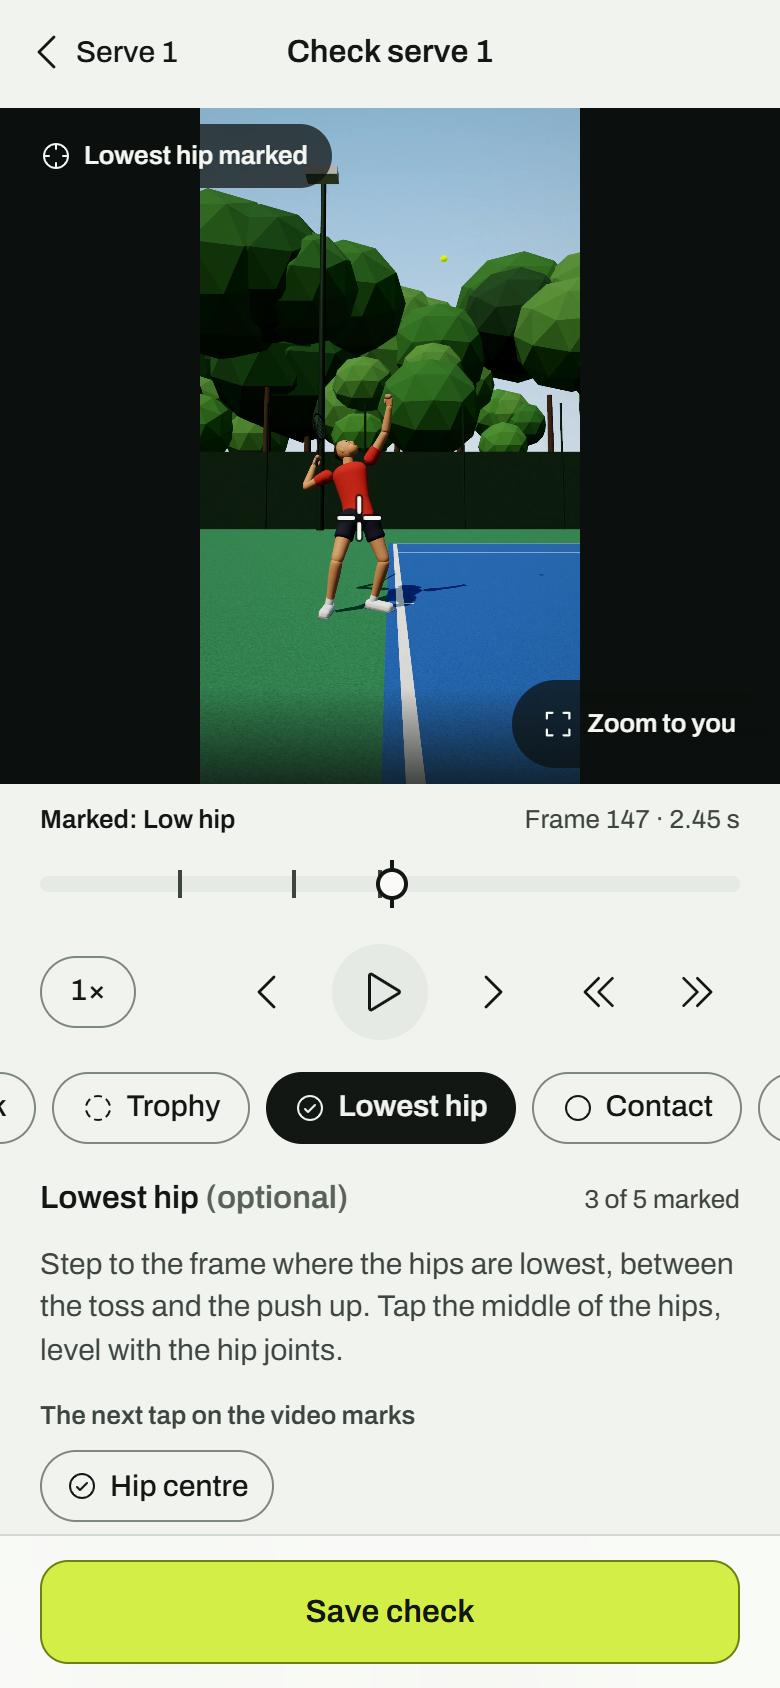 Serve 1
Check serve 1
Lowest hip marked
Zoom to you
Marked: Low hip
Frame 147 · 2.45 s
1×
Trophy
Lowest hip
Contact
Lowest hip (optional)
3 of 5 marked
Step to the frame where the hips are lowest, between
the toss and the push up. Tap the middle of the hips,
level with the hip joints.
The next tap on the video marks
Hip centre
Save check